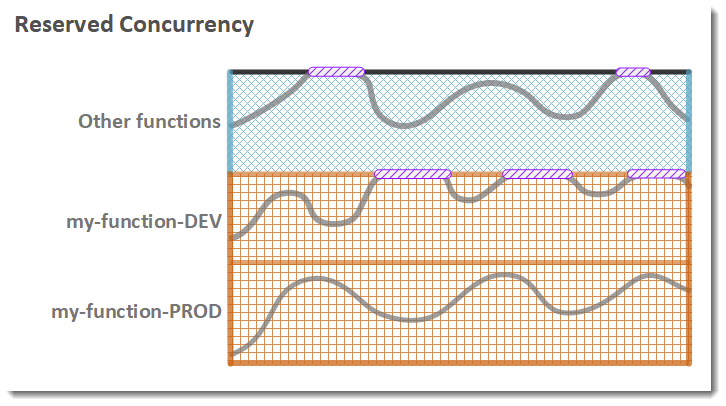 Reserved Concurrency
Other functions
my-function-DEV
my-function-PROD